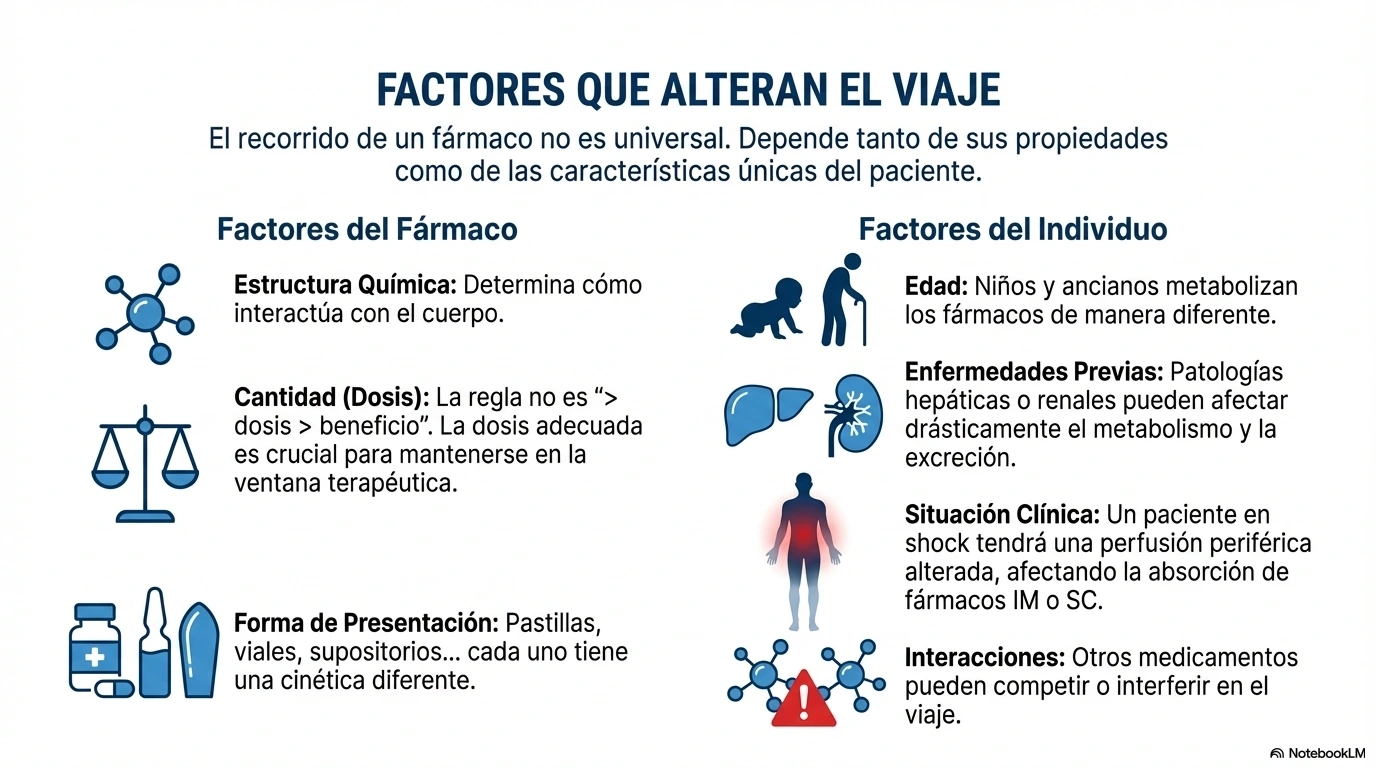 FACTORES QUE ALTERAN EL VIAJE
El recorrido de un fármaco no es universal. Depende tanto de sus propiedades
como de las características únicas del paciente.
Factores del Fármaco
Estructura Química: Determina cómo
interactúa con el cuerpo.
Cantidad (Dosis): La regla no es “>
dosis > beneficio”. La dosis adecuada
es crucial para mantenerse en la
ventana terapéutica.
Forma de Presentación: Pastillas,
viales, supositorios... cada uno tiene
una cinética diferente.
Factores del Individuo
Edad: Niños y ancianos metabolizan
los fármacos de manera diferente.
Enfermedades Previas: Patologías
hepáticas o renales pueden afectar
drásticamente el metabolismo y la
excreción.
Situación Clínica: Un paciente en
shock tendrá una perfusión periférica
alterada, afectando la absorción de
fármacos IM o SC.
Interacciones: Otros medicamentos
pueden competir o interferir en el
viaje.
NotebookLM